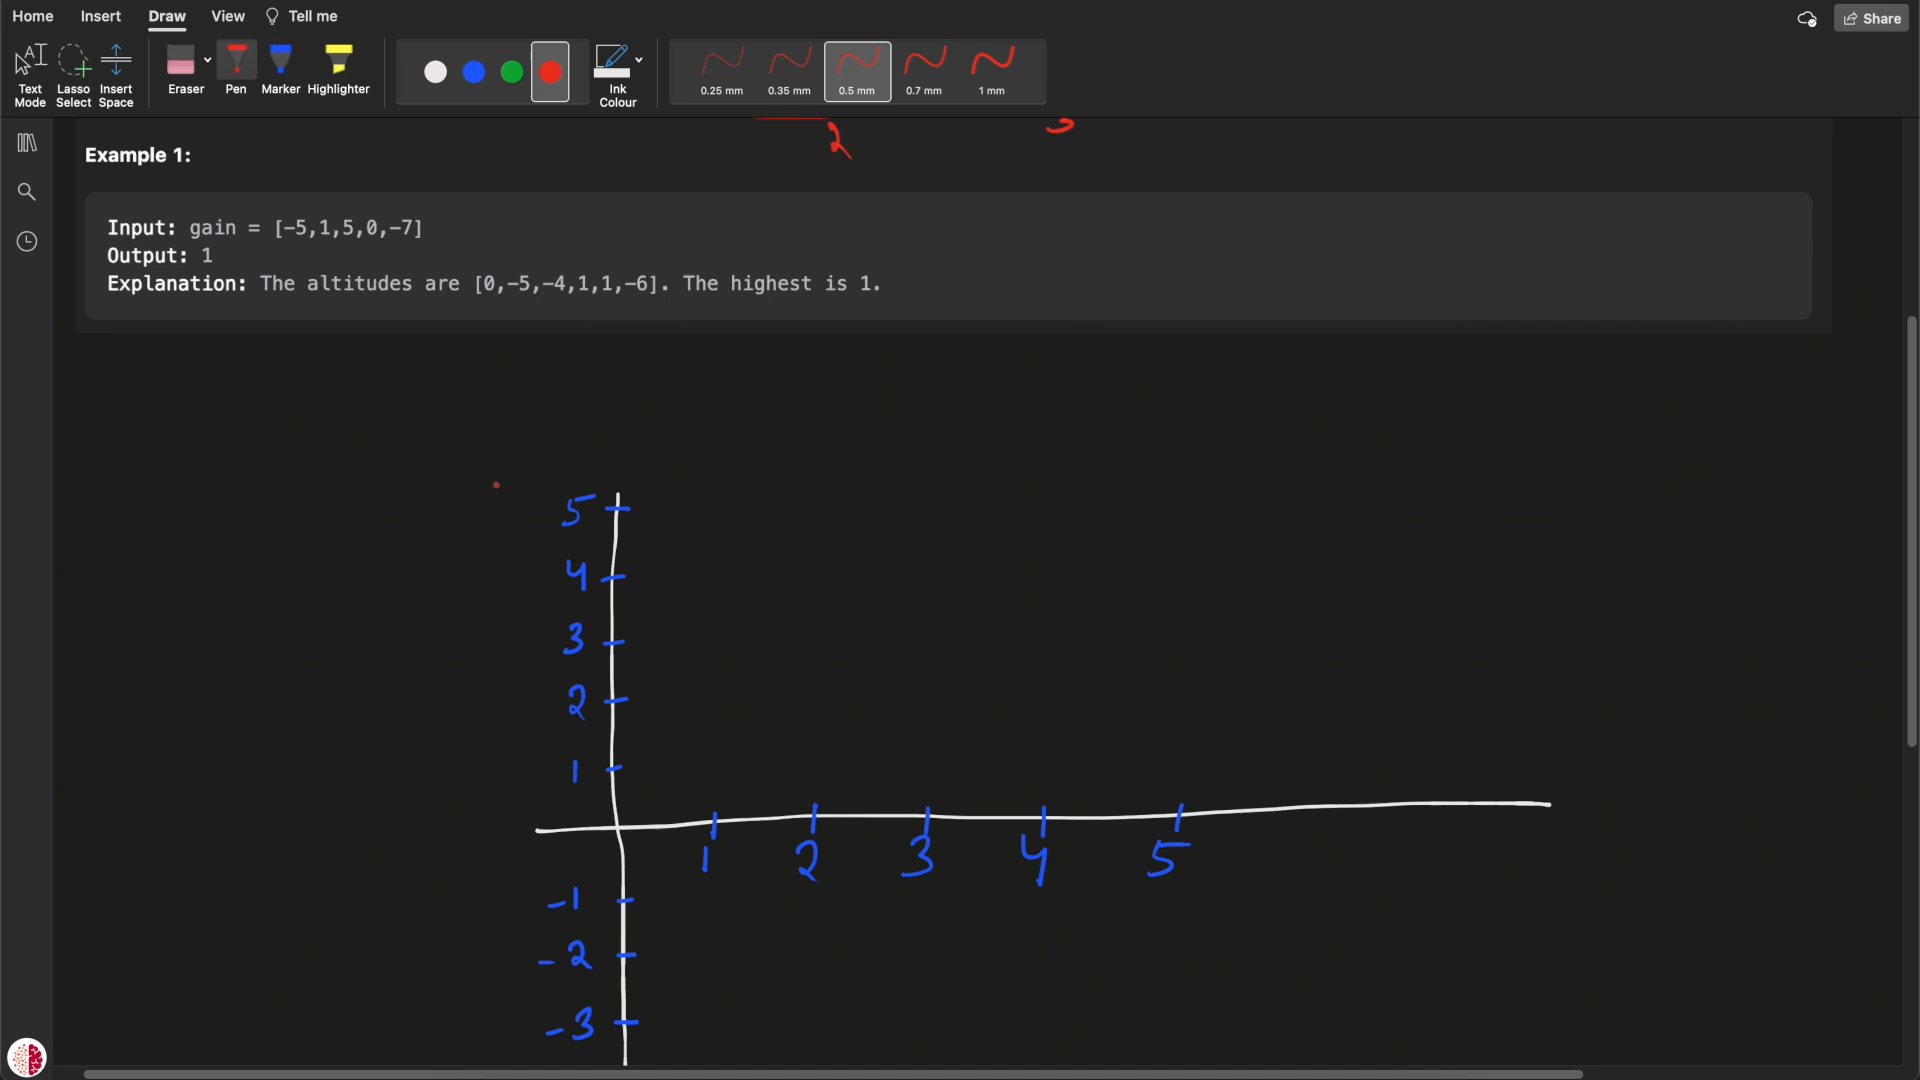 Home Insert Draw View Tell me Share
Text Mode Lasso Select Insert Space Eraser Pen Marker Highlighter Ink Colour 0.25 mm 0.35 mm 0.5 mm 0.7 mm 1 mm
2
Example 1:
Input: gain = [-5,1,5,0,-7]
Output: 1
Explanation: The altitudes are [0,-5,-4,1,1,-6]. The highest is 1.
5
4
3
2
1
1 2 3 4 5
-1
-2
-3